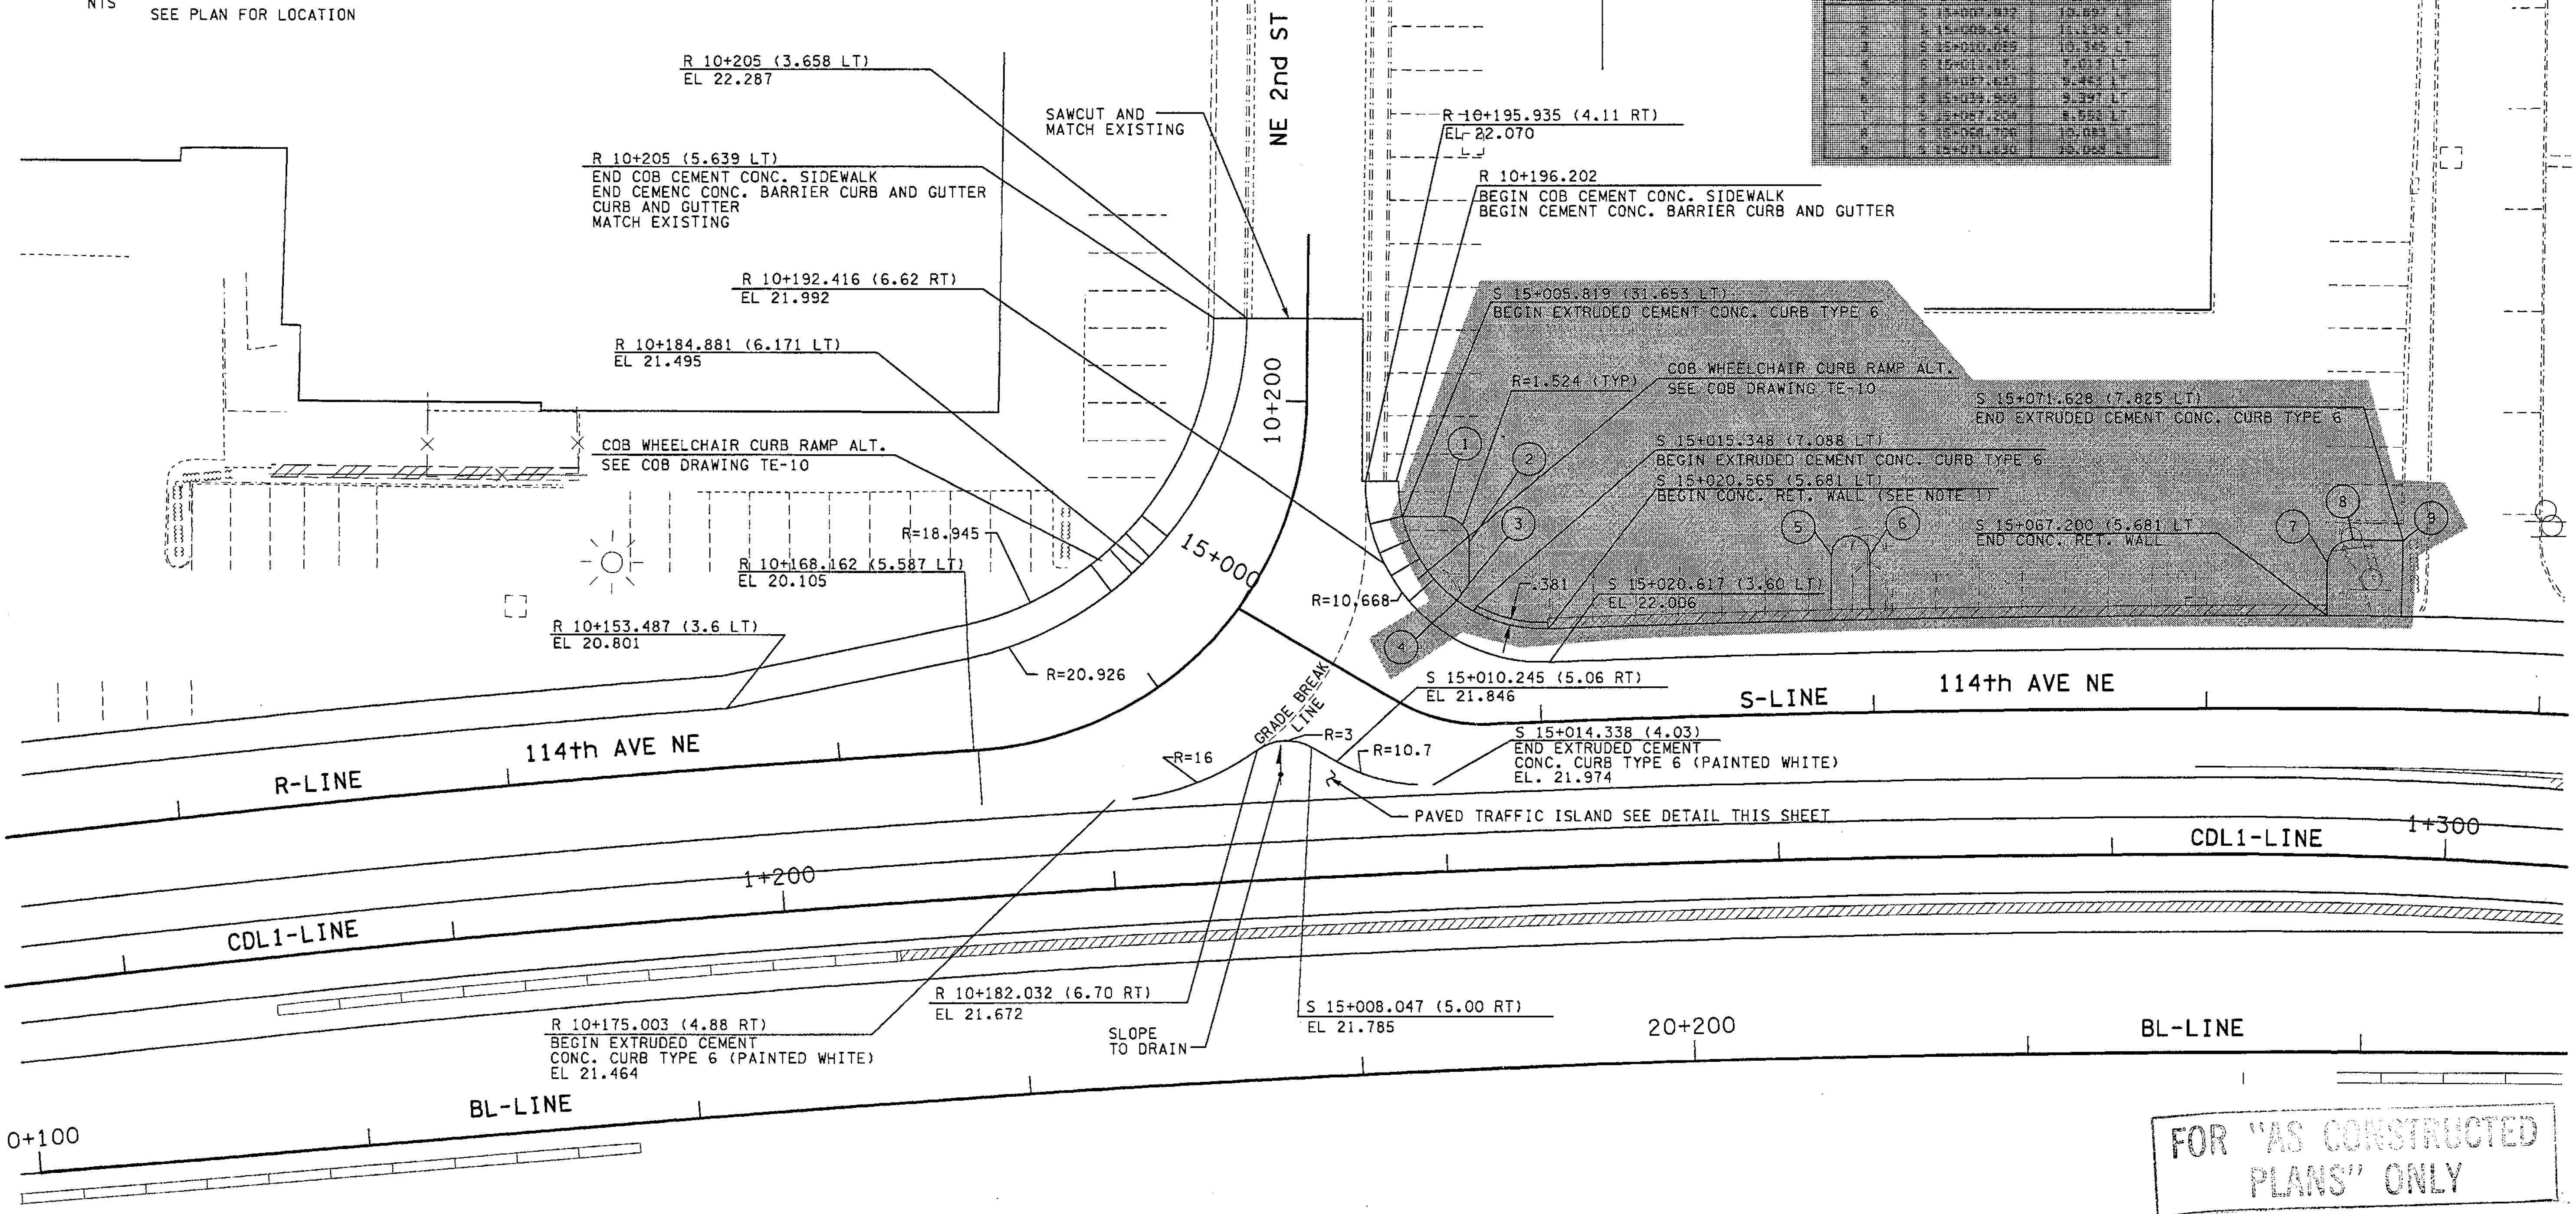 NTS
SEE PLAN FOR LOCATION
R 10+205 (3.658 LT)
EL 22.287
SAWCUT AND
MATCH EXISTING
NE 2nd ST
R 10+195.935 (4.11 RT)
EL 22.070
R 10+205 (5.639 LT)
END COB CEMENT CONC. SIDEWALK
END CEMENC CONC. BARRIER CURB AND GUTTER
CURB AND GUTTER
MATCH EXISTING
R 10+196.202
BEGIN COB CEMENT CONC. SIDEWALK
BEGIN CEMENT CONC. BARRIER CURB AND GUTTER
R 10+192.416 (6.62 RT)
EL 21.992
S 15+005.819 (31.653 LT)
BEGIN EXTRUDED CEMENT CONC. CURB TYPE 6
R 10+184.881 (6.171 LT)
EL 21.495
10+200
R=1.524 (TYP)
COB WHEELCHAIR CURB RAMP ALT.
SEE COB DRAWING TE-10
S 15+071.628 (7.825 LT)
END EXTRUDED CEMENT CONC. CURB TYPE 6
COB WHEELCHAIR CURB RAMP ALT.
SEE COB DRAWING TE-10
1
2
S 15+015.348 (7.088 LT)
BEGIN EXTRUDED CEMENT CONC. CURB TYPE 6
S 15+020.565 (5.681 LT)
BEGIN CONC. RET. WALL (SEE NOTE 1)
3
5
6
S 15+067.200 (5.681 LT
END CONC. RET. WALL
7
8
9
R=18.945
15+000
R 10+168.162 (5.587 LT)
EL 20.105
R=10.668
.381
S 15+020.617 (3.60 LT)
EL 22.006
4
R 10+153.487 (3.6 LT)
EL 20.801
R=20.926
GRADE BREAK
LINE
S 15+010.245 (5.06 RT)
EL 21.846
S-LINE
114th AVE NE
114th AVE NE
R-LINE
R=16
R=3
R=10.7
S 15+014.338 (4.03)
END EXTRUDED CEMENT
CONC. CURB TYPE 6 (PAINTED WHITE)
EL. 21.974
PAVED TRAFFIC ISLAND SEE DETAIL THIS SHEET
1+300
CDL1-LINE
1+200
CDL1-LINE
R 10+182.032 (6.70 RT)
EL 21.672
S 15+008.047 (5.00 RT)
EL 21.785
R 10+175.003 (4.88 RT)
BEGIN EXTRUDED CEMENT
CONC. CURB TYPE 6 (PAINTED WHITE)
EL 21.464
SLOPE
TO DRAIN
20+200
BL-LINE
BL-LINE
0+100
FOR "AS CONSTRUCTED
PLANS" ONLY